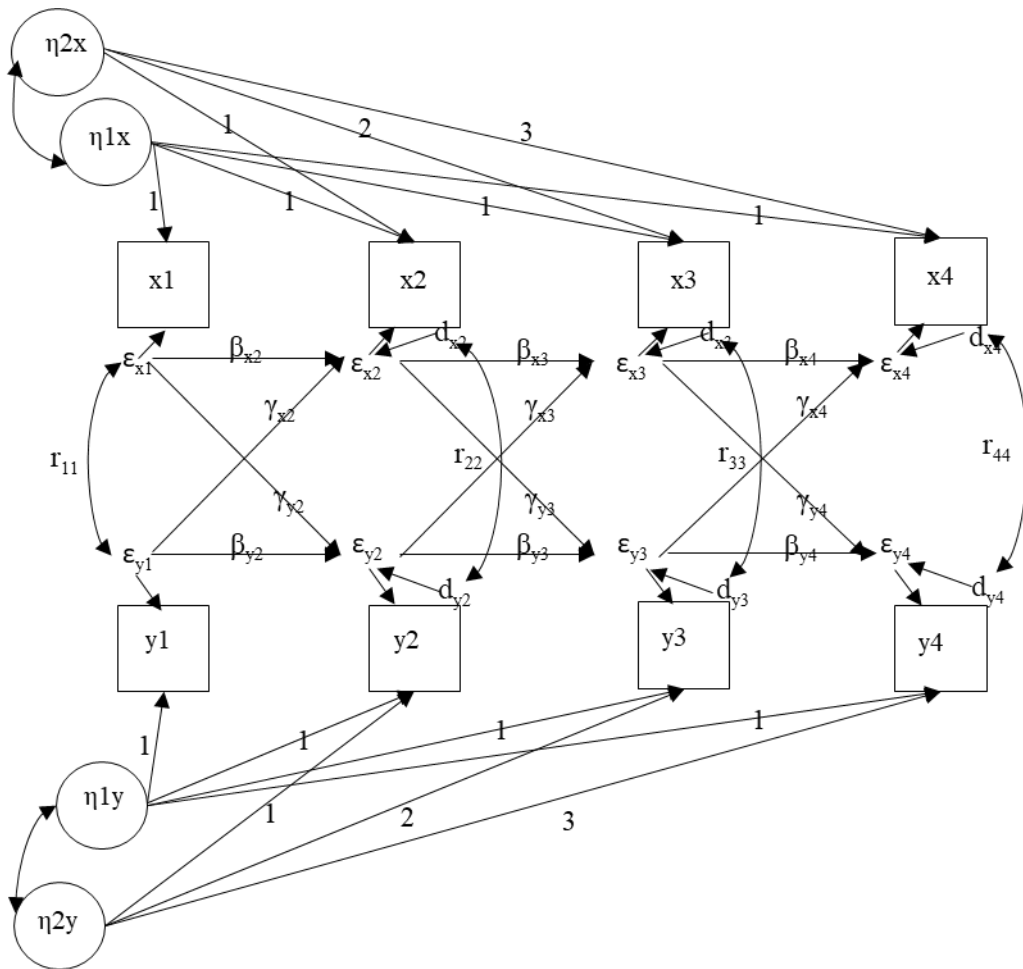 η2x
η1x
1
2
3
1
1
1
1
x1
x2
x3
x4
εx1
βx2
εx2
dx2
βx3
εx3
dx3
βx4
εx4
dx4
γx2
γx3
γx4
r11
r22
r33
r44
γy2
γy3
γy4
εy1
βy2
εy2
dy2
βy3
εy3
dy3
βy4
εy4
dy4
y1
y2
y3
y4
1
1
1
1
η1y
1
2
3
η2y